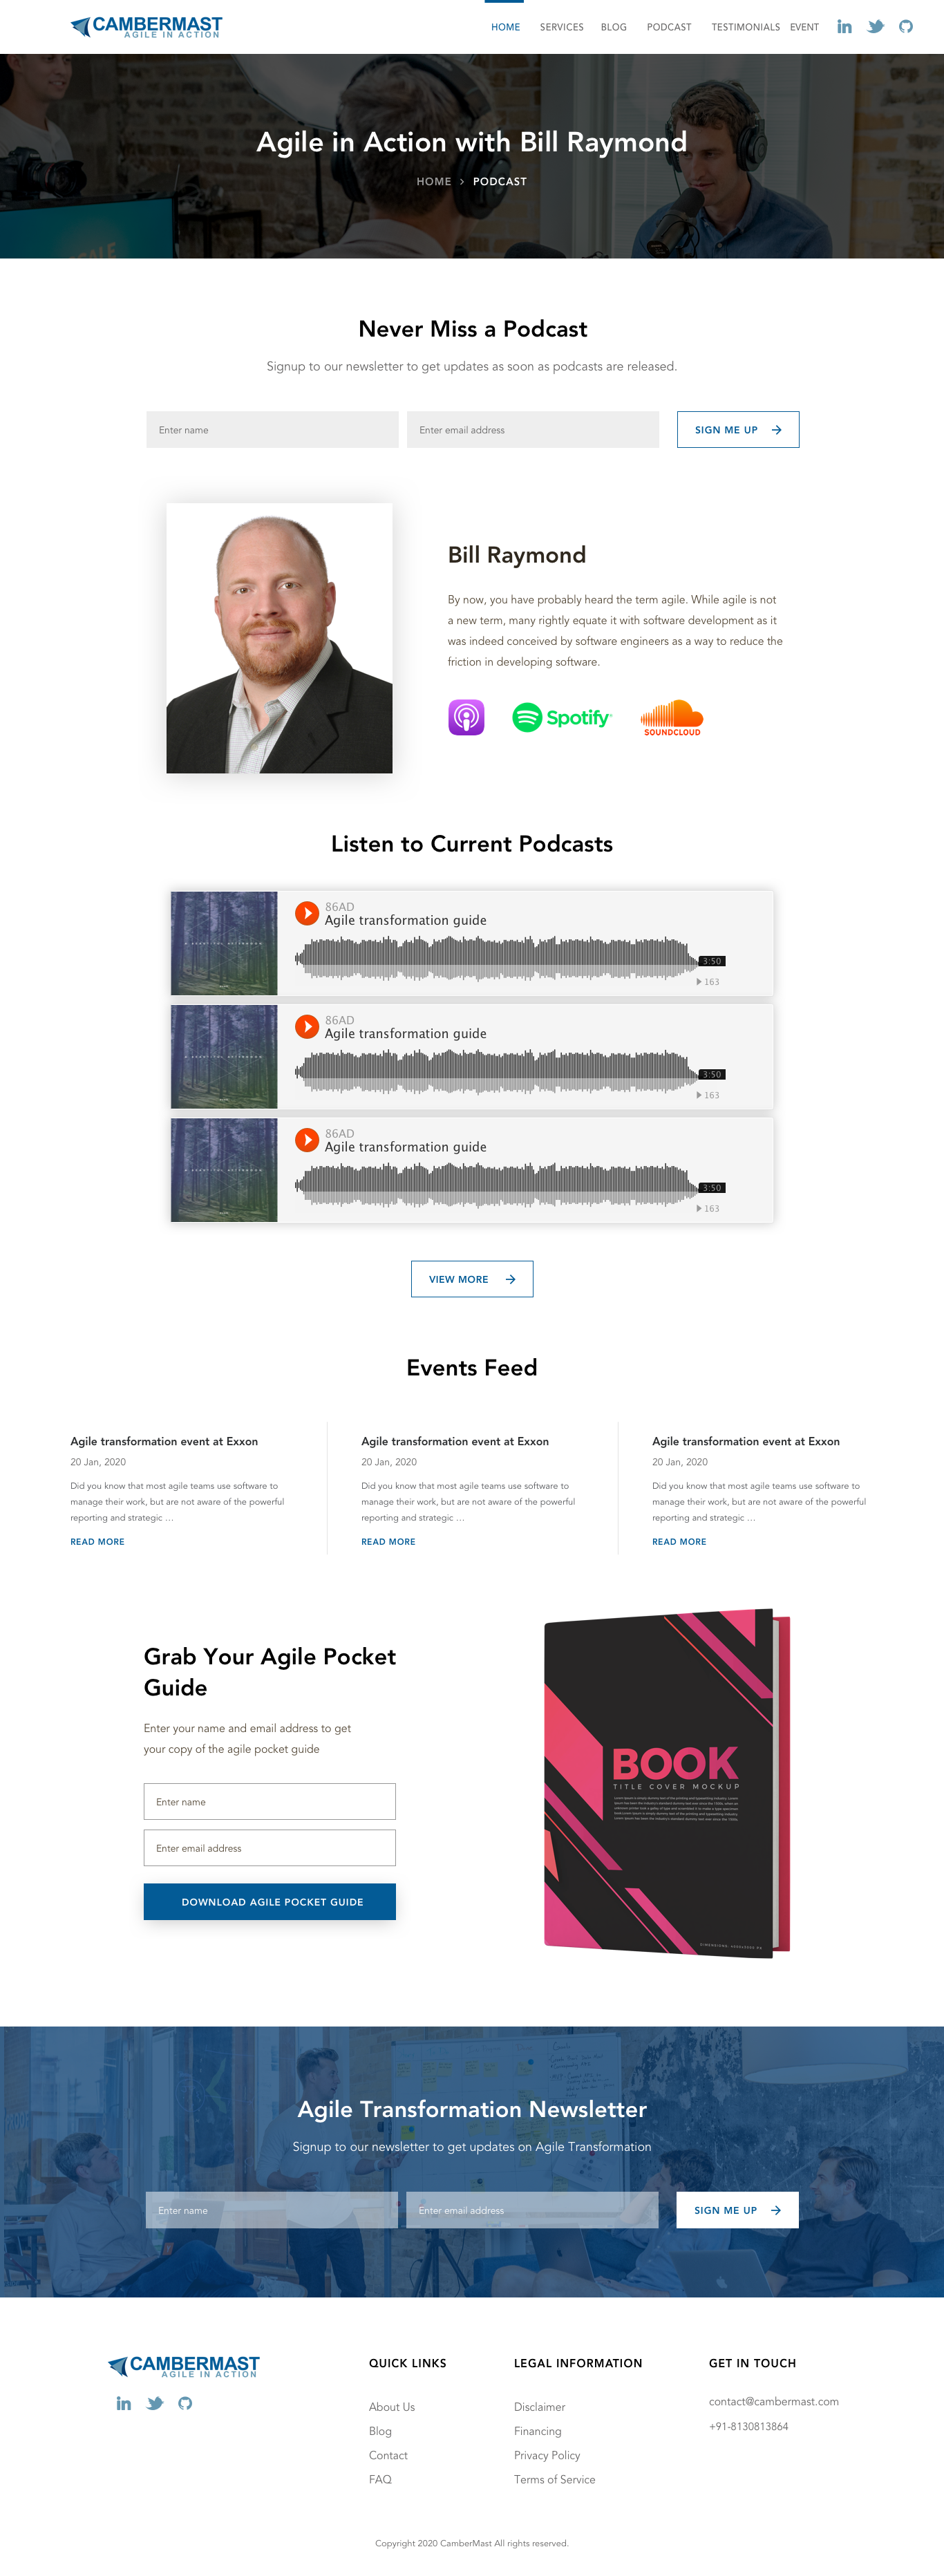 CAMBERMAST
AGILE IN ACTION
HOME SERVICES BLOG PODCAST TESTIMONIALS EVENT
Agile in Action with Bill Raymond
HOME > PODCAST
Never Miss a Podcast
Signup to our newsletter to get updates as soon as podcasts are released.
Enter name
Enter email address
SIGN ME UP
Bill Raymond
By now, you have probably heard the term agile. While agile is not
a new term, many rightly equate it with software development as it
was indeed conceived by software engineers as a way to reduce the
friction in developing software.
Spotify
SOUNDCLOUD
Listen to Current Podcasts
86AD
Agile transformation guide
3:50
163
86AD
Agile transformation guide
3:50
163
86AD
Agile transformation guide
3:50
163
VIEW MORE
Events Feed
Agile transformation event at Exxon
20 Jan, 2020
Did you know that most agile teams use software to
manage their work, but are not aware of the powerful
reporting and strategic ...
READ MORE
Agile transformation event at Exxon
20 Jan, 2020
Did you know that most agile teams use software to
manage their work, but are not aware of the powerful
reporting and strategic ...
READ MORE
Agile transformation event at Exxon
20 Jan, 2020
Did you know that most agile teams use software to
manage their work, but are not aware of the powerful
reporting and strategic ...
READ MORE
Grab Your Agile Pocket
Guide
Enter your name and email address to get
your copy of the agile pocket guide
Enter name
Enter email address
DOWNLOAD AGILE POCKET GUIDE
BOOK
TITLE COVER MOCKUP
Agile Transformation Newsletter
Signup to our newsletter to get updates on Agile Transformation
Enter name
Enter email address
SIGN ME UP
CAMBERMAST
AGILE IN ACTION
QUICK LINKS
About Us
Blog
Contact
FAQ
LEGAL INFORMATION
Disclaimer
Financing
Privacy Policy
Terms of Service
GET IN TOUCH
contact@cambermast.com
+91-8130813864
Copyright 2020 CamberMast All rights reserved.